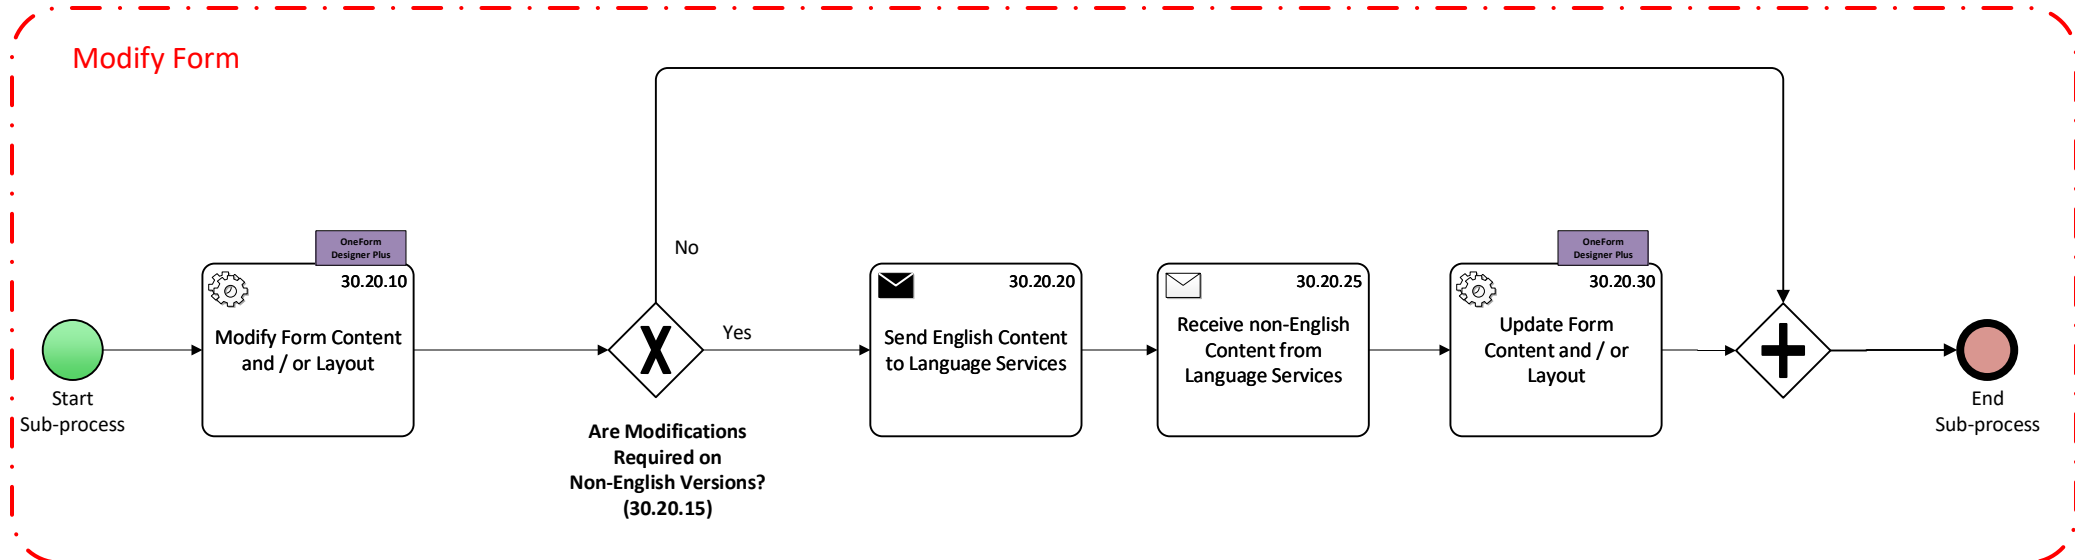 Modify Form
No
OneForm
Designer Plus
30.20.10
Modify Form Content
and / or Layout
Start
Sub-process
Yes
Are Modifications
Required on
Non-English Versions?
(30.20.15)
30.20.20
Send English Content
to Language Services
30.20.25
Receive non-English
Content from
Language Services
OneForm
Designer Plus
30.20.30
Update Form
Content and / or
Layout
End
Sub-process